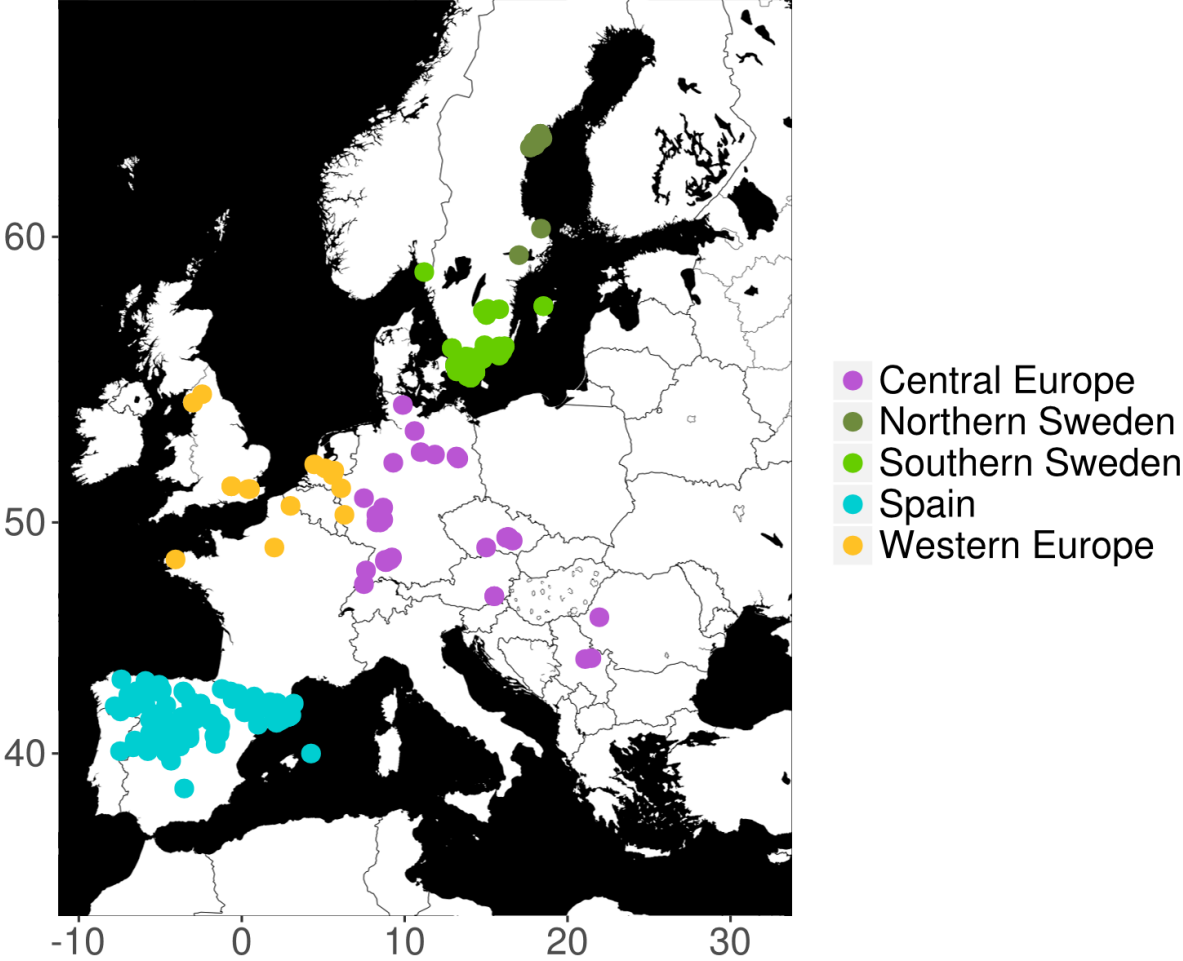 60
50
40
-10 0 10 20 30
Central Europe
Northern Sweden
Southern Sweden
Spain
Western Europe